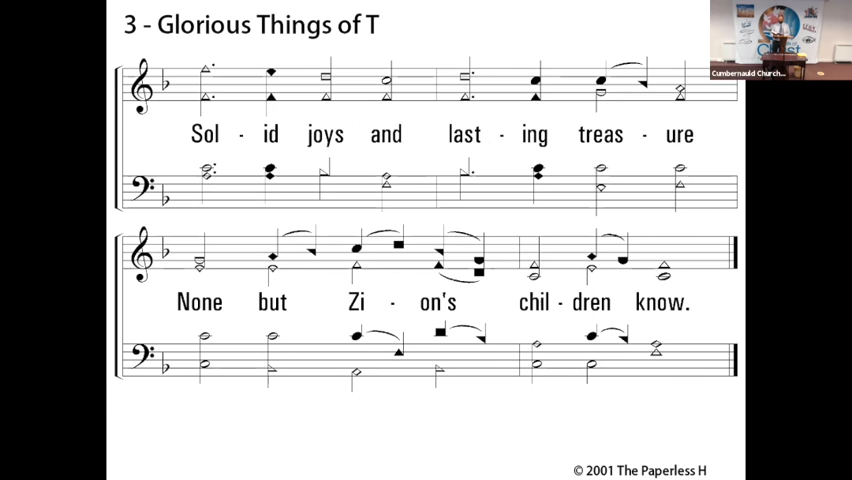 3 - Glorious Things of T
Cumbernauld Church...
Sol - id joys and last - ing treas - ure
None but Zi - on's chil - dren know.
© 2001 The Paperless H